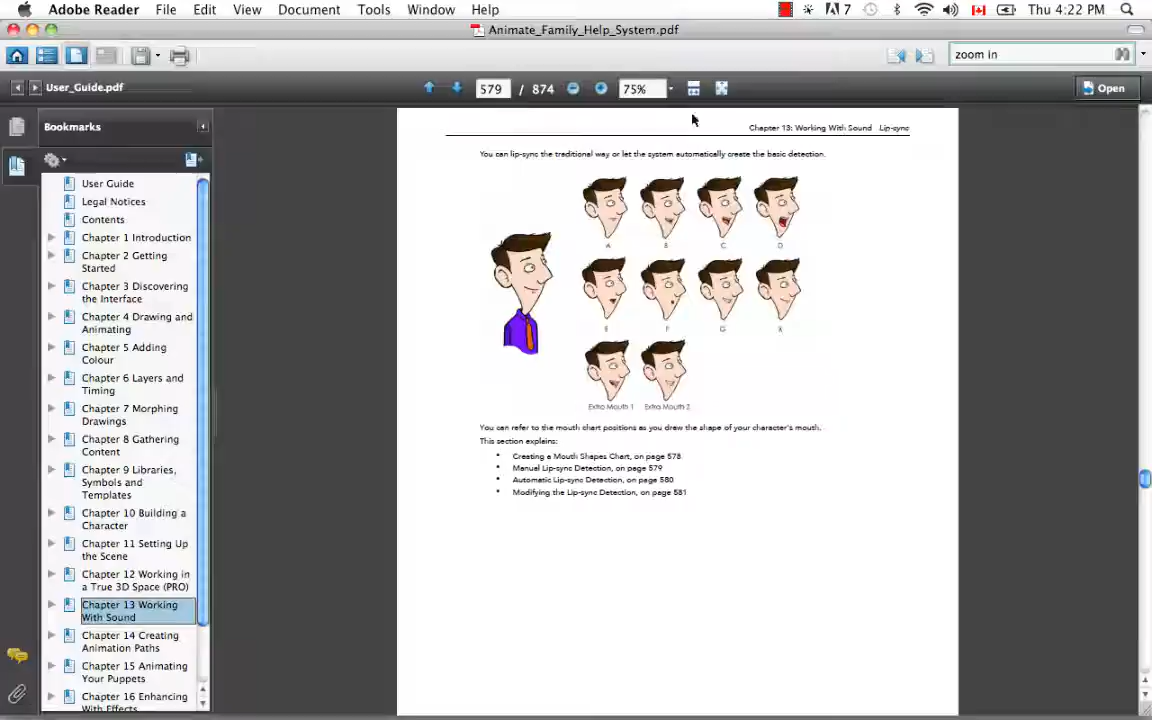 Adobe Reader File Edit View Document Tools Window Help
7 Thu 4:22 PM
Animate_Family_Help_System.pdf
zoom in
User_Guide.pdf
579 / 874 75% Open
Bookmarks
User Guide
Legal Notices
Contents
Chapter 1 Introduction
Chapter 2 Getting
Started
Chapter 3 Discovering
the Interface
Chapter 4 Drawing and
Animating
Chapter 5 Adding
Colour
Chapter 6 Layers and
Timing
Chapter 7 Morphing
Drawings
Chapter 8 Gathering
Content
Chapter 9 Libraries,
Symbols and
Templates
Chapter 10 Building a
Character
Chapter 11 Setting Up
the Scene
Chapter 12 Working in
a True 3D Space (PRO)
Chapter 13 Working
With Sound
Chapter 14 Creating
Animation Paths
Chapter 15 Animating
Your Puppets
Chapter 16 Enhancing
With Effects
Chapter 13: Working With Sound Lip-sync
You can lip-sync the traditional way or let the system automatically create the basic detection.
A B C D
E F G X
Extra Mouth 1 Extra Mouth 2
You can refer to the mouth chart positions as you draw the shape of your character's mouth.
This section explains:
• Creating a Mouth Shapes Chart, on page 578
• Manual Lip-sync Detection, on page 579
• Automatic Lip-sync Detection, on page 580
• Modifying the Lip-sync Detection, on page 581